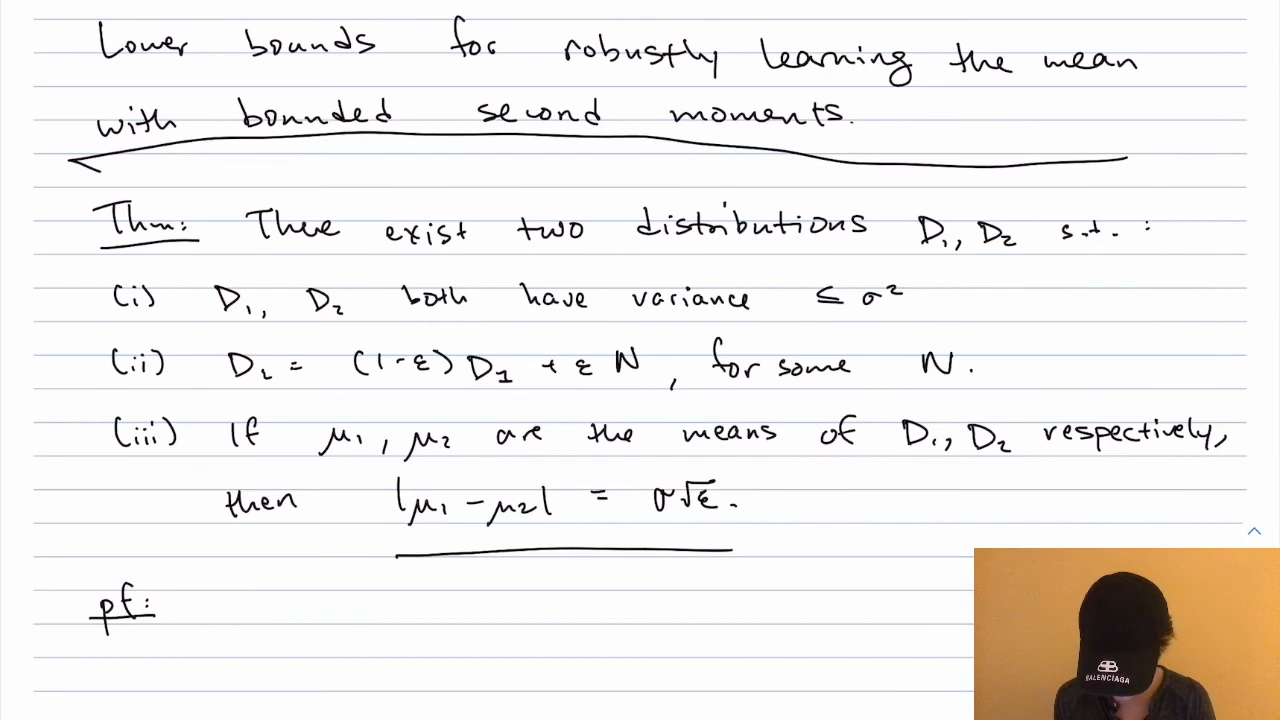 Lower bounds for robustly learning the mean
with bounded second moments.
Thm: There exist two distributions D₁, D₂ s.t. :
(i) D₁, D₂ both have variance ≤ σ²
(ii) D₂ = (1-ε) D₁ + ε N, for some N.
(iii) If μ₁, μ₂ are the means of D₁, D₂ respectively,
then |μ₁ - μ₂| = σ√ε.
pf:
BALENCIAGA